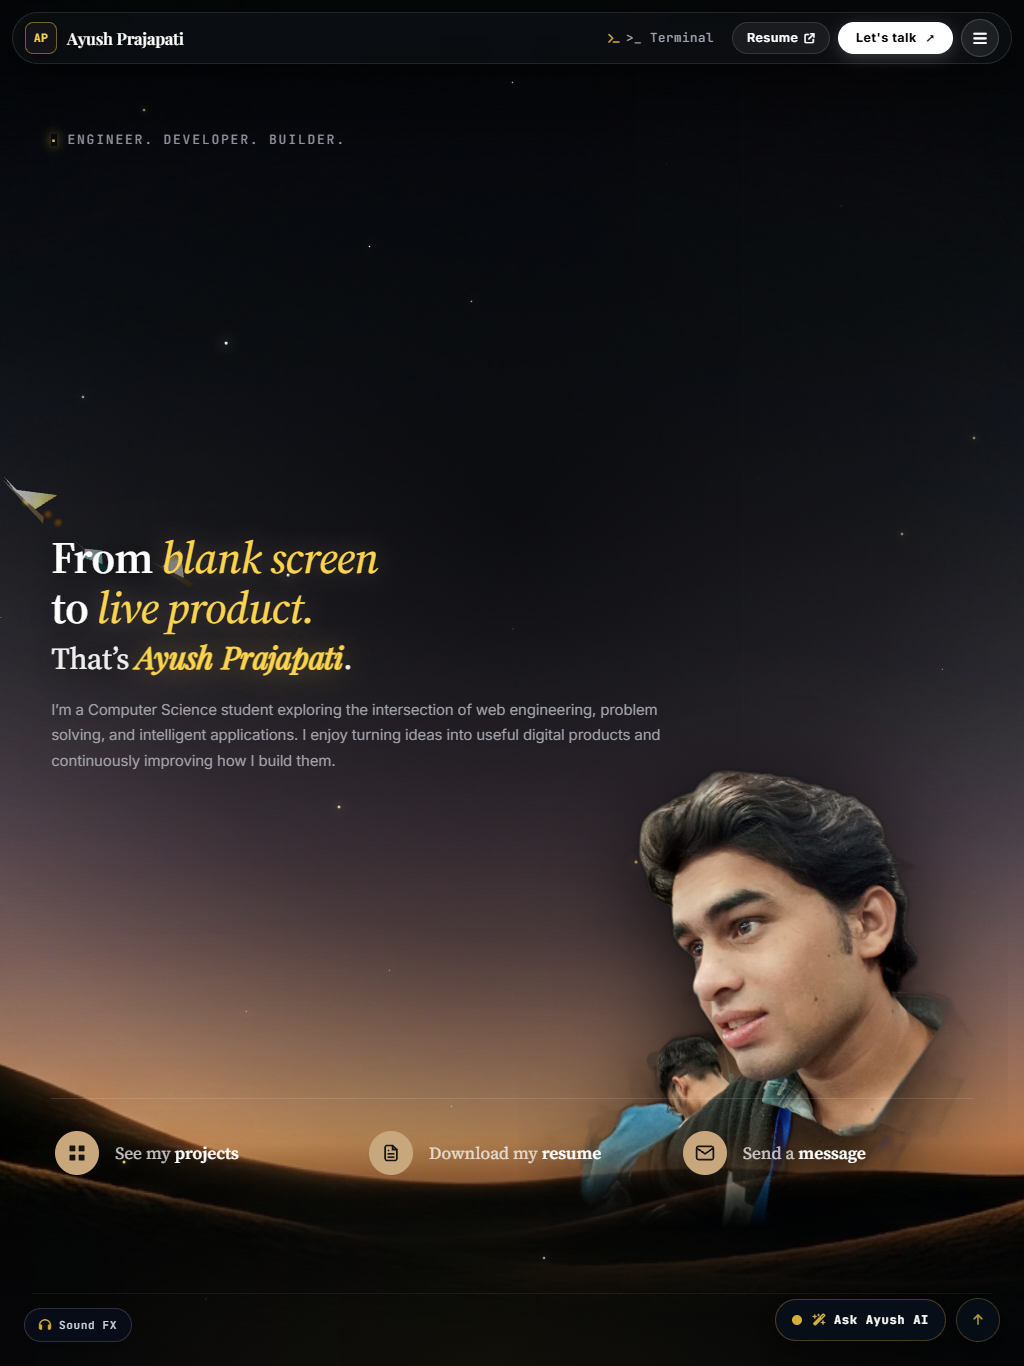 AP
Ayush Prajapati
>_ Terminal
Resume
Let's talk ↗
ENGINEER. DEVELOPER. BUILDER.
From blank screen
to live product.
That's Ayush Prajapati.
I'm a Computer Science student exploring the intersection of web engineering, problem
solving, and intelligent applications. I enjoy turning ideas into useful digital products and
continuously improving how I build them.
See my projects
Download my resume
Send a message
Sound FX
Ask Ayush AI